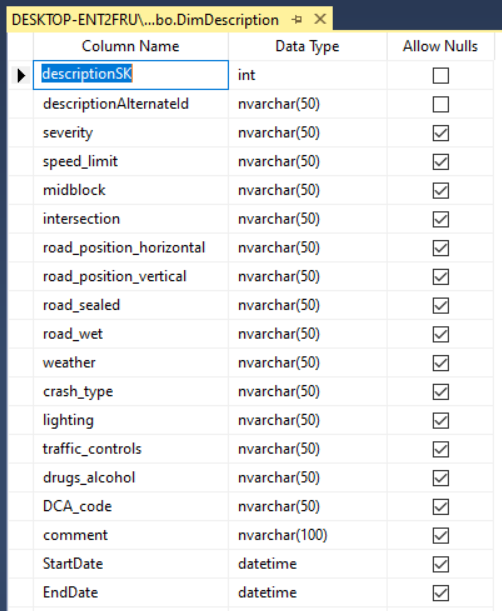 DESKTOP-ENT2FRU\...bo.DimDescription
Column Name Data Type Allow Nulls
descriptionSK int
descriptionAlternateId nvarchar(50)
severity nvarchar(50)
speed_limit nvarchar(50)
midblock nvarchar(50)
intersection nvarchar(50)
road_position_horizontal nvarchar(50)
road_position_vertical nvarchar(50)
road_sealed nvarchar(50)
road_wet nvarchar(50)
weather nvarchar(50)
crash_type nvarchar(50)
lighting nvarchar(50)
traffic_controls nvarchar(50)
drugs_alcohol nvarchar(50)
DCA_code nvarchar(50)
comment nvarchar(100)
StartDate datetime
EndDate datetime